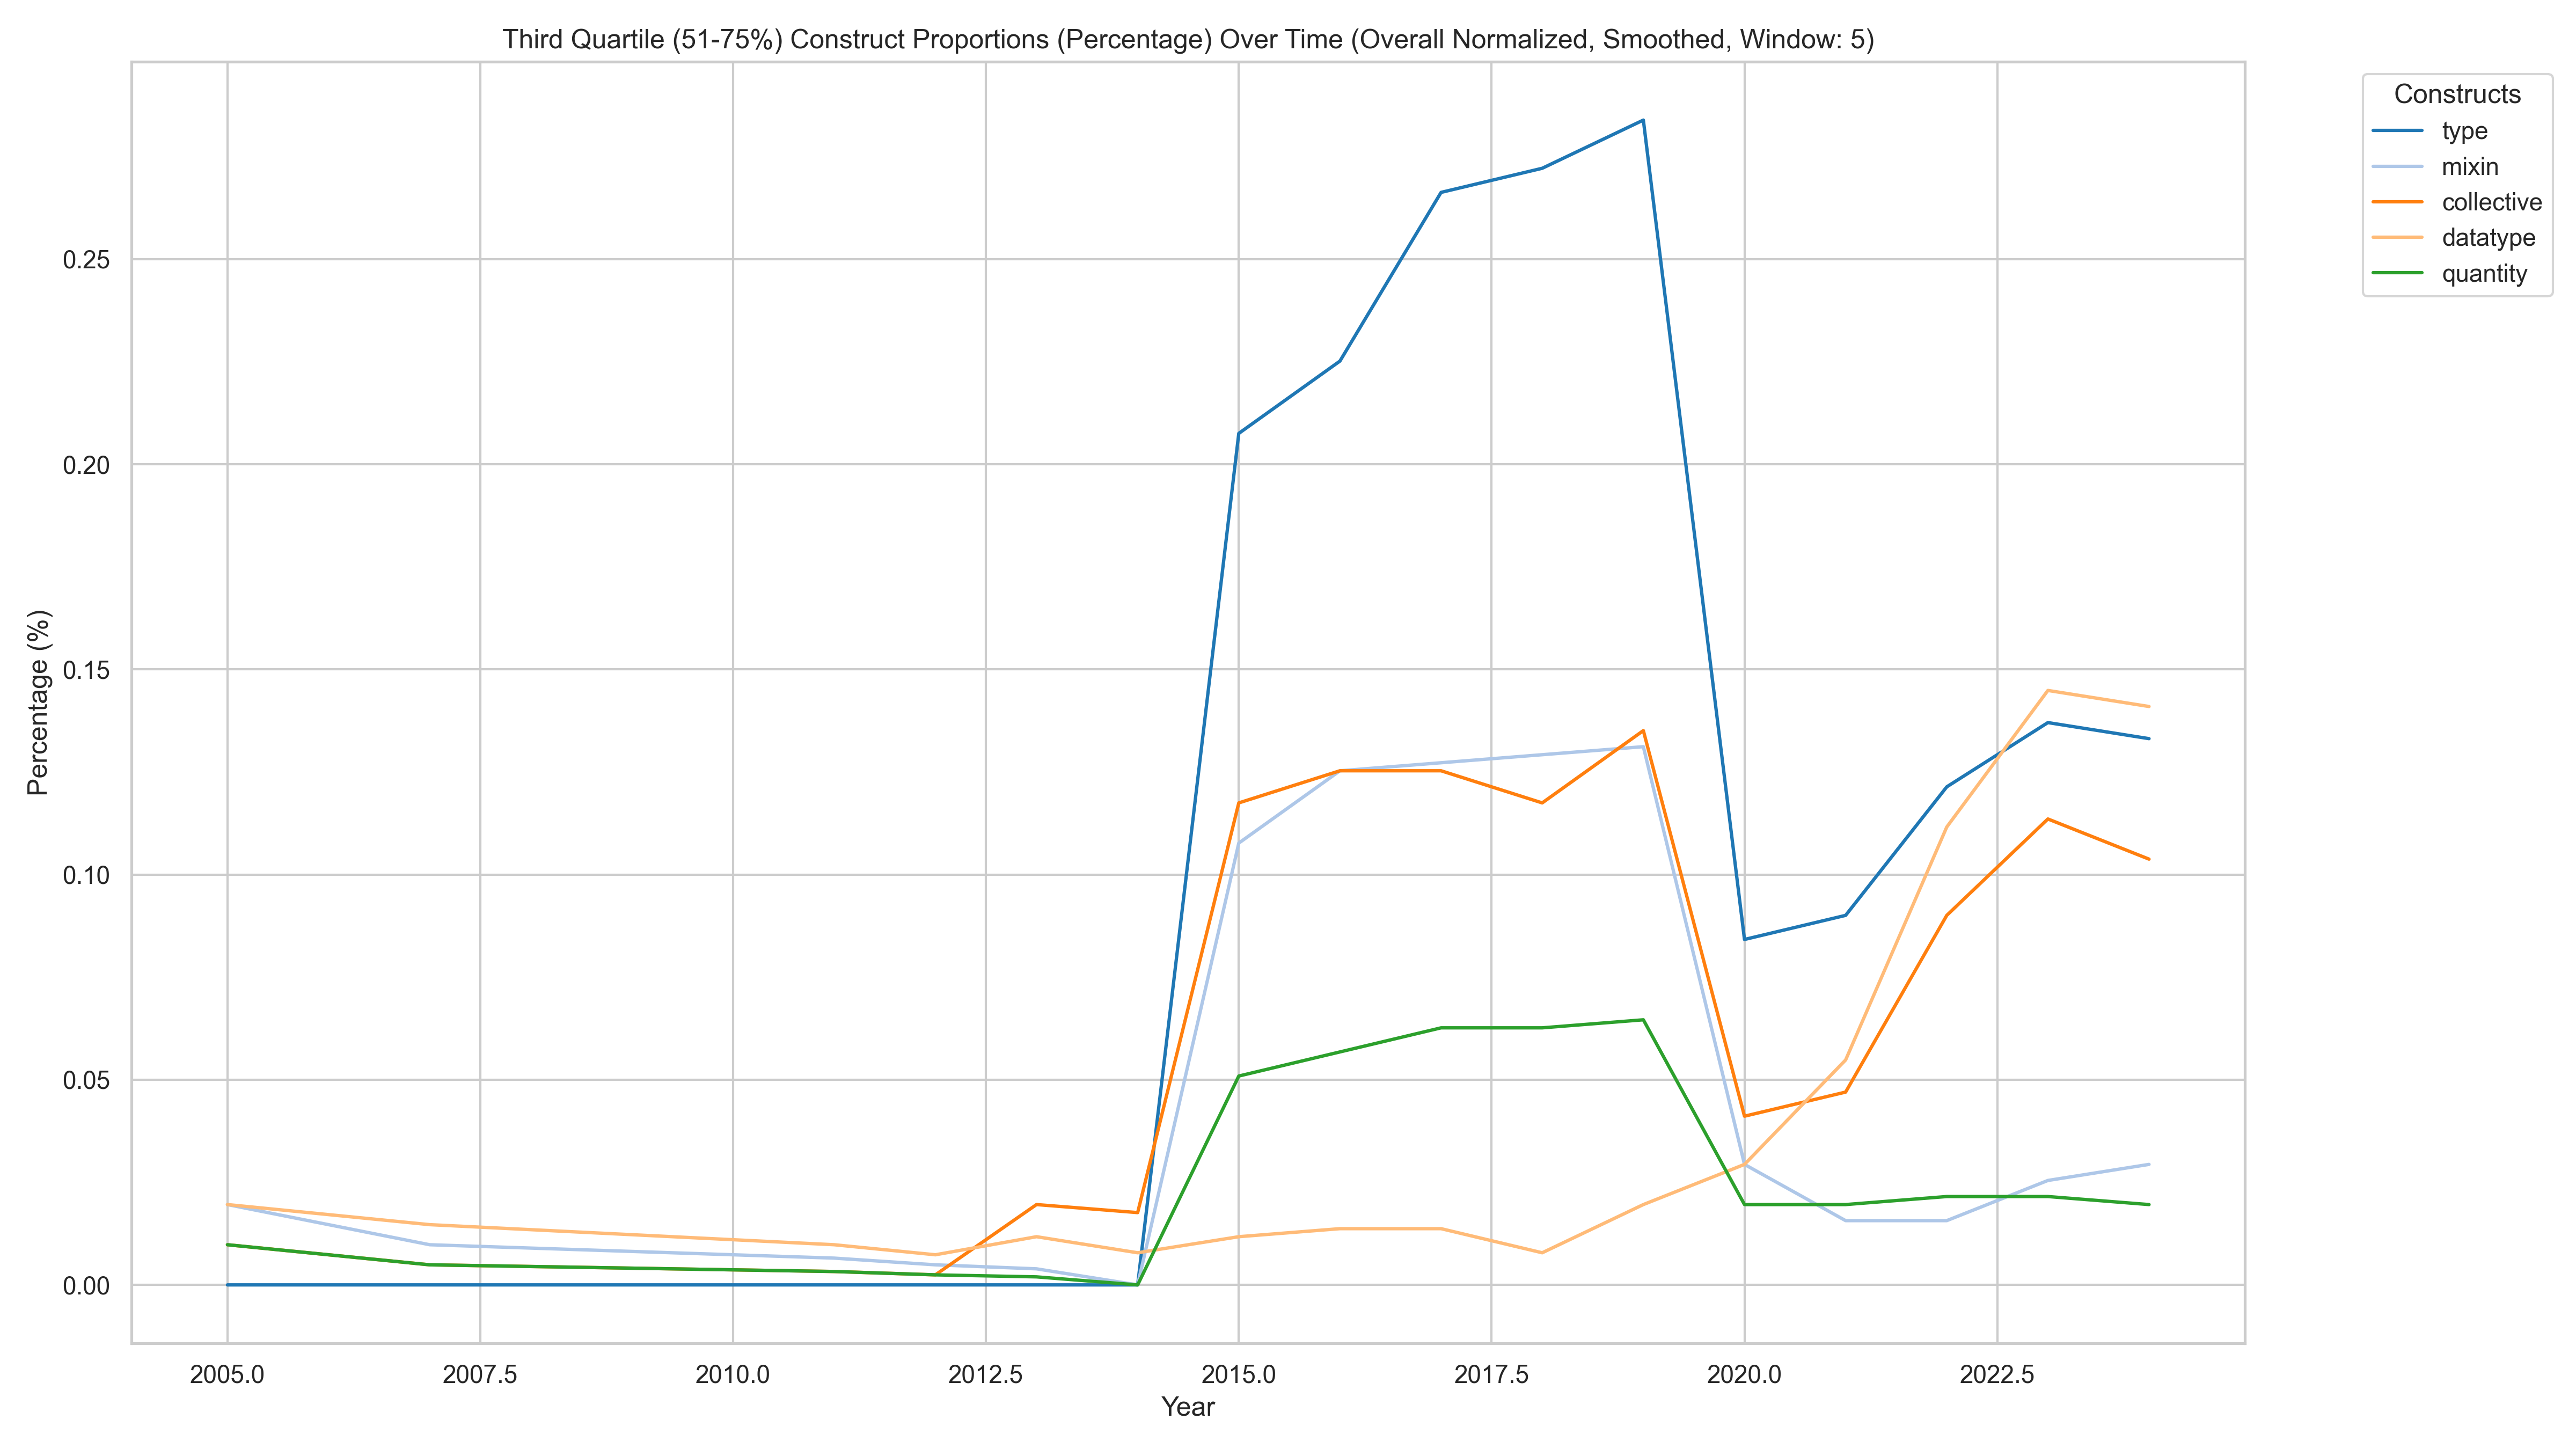 Third Quartile (51-75%) Construct Proportions (Percentage) Over Time (Overall Normalized, Smoothed, Window: 5)
Constructs
type
mixin
collective
datatype
quantity
Percentage (%)
0.25
0.20
0.15
0.10
0.05
0.00
2005.0 2007.5 2010.0 2012.5 2015.0 2017.5 2020.0 2022.5
Year